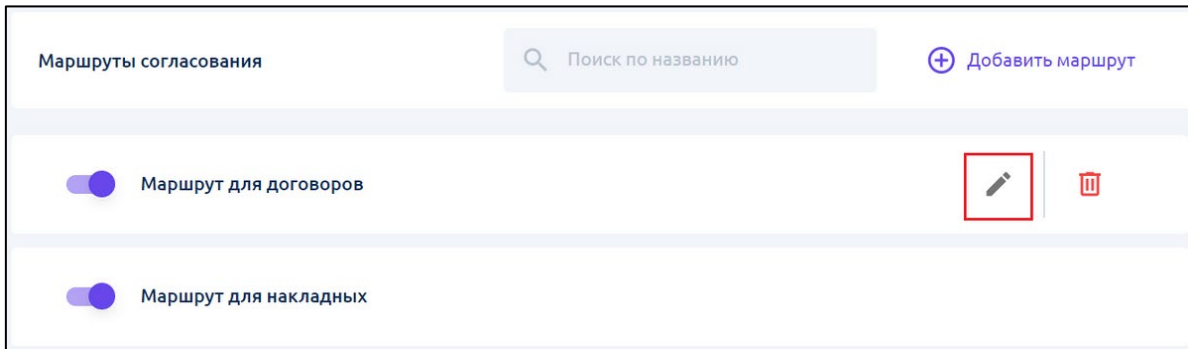 Маршруты согласования
Поиск по названию
Добавить маршрут
Маршрут для договоров
Маршрут для накладных